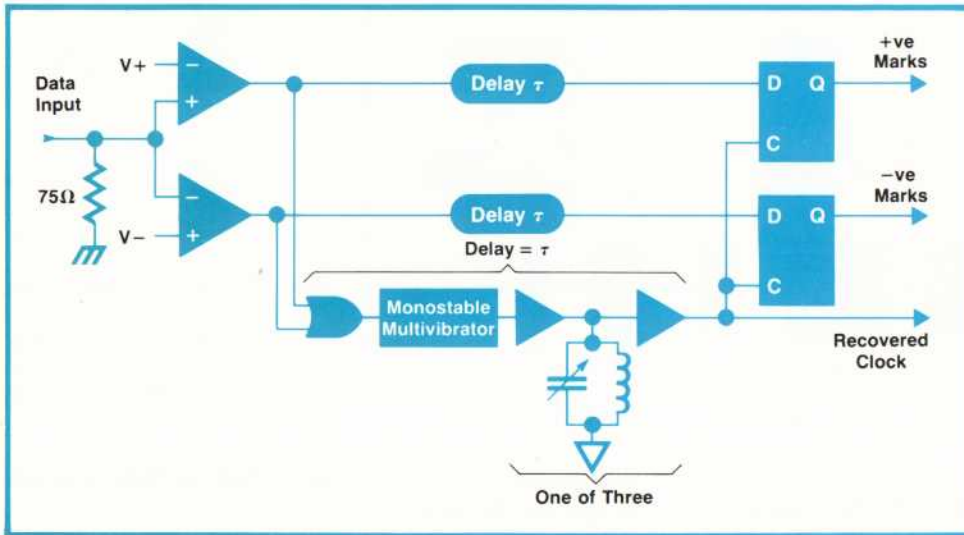 Data
Input
V+
−
+
75Ω
V−
−
+
Delay τ
Delay τ
Delay = τ
Monostable
Multivibrator
One of Three
D Q
C
+ve
Marks
D Q
C
−ve
Marks
Recovered
Clock